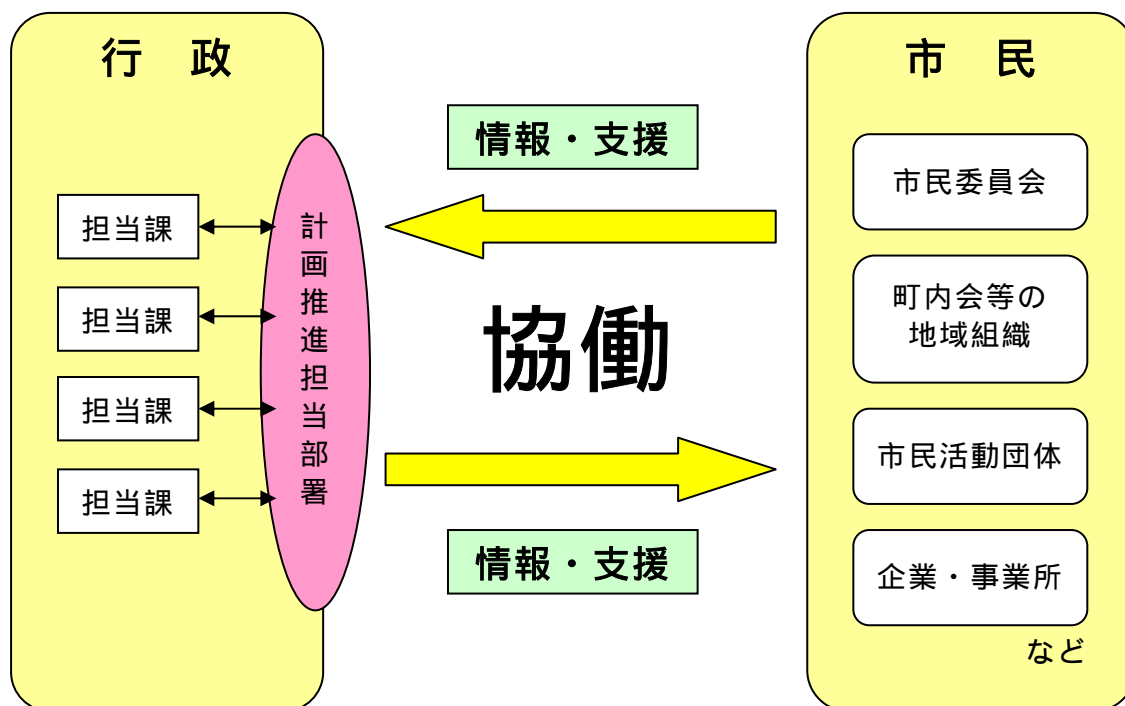 行　政
担当課
担当課
担当課
担当課
計画推進担当部署
情報・支援
協働
情報・支援
市　民
市民委員会
町内会等の
地域組織
市民活動団体
企業・事業所
など